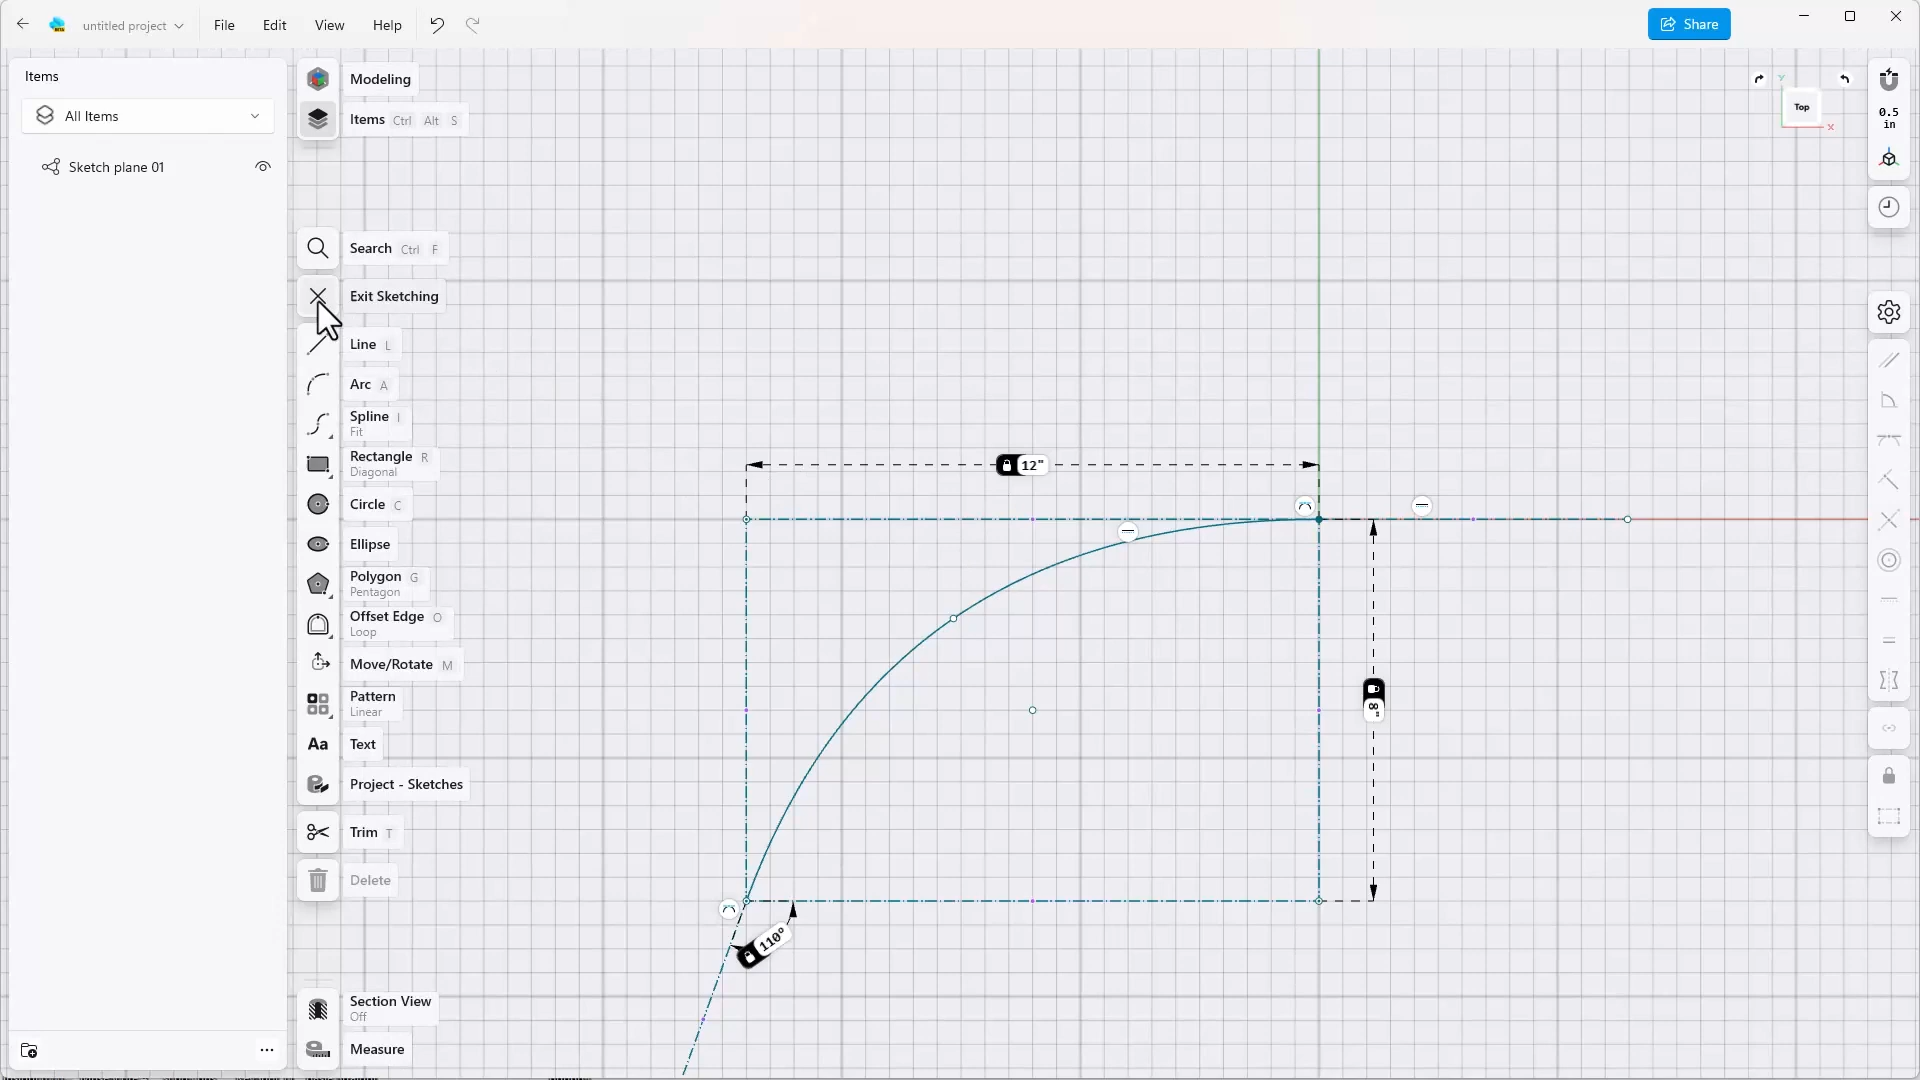 untitled project
File
Edit
View
Help
Share
Items
All Items
Sketch plane 01
Modeling
Items Ctrl Alt S
Search Ctrl F
Exit Sketching
Line L
Arc A
Spline I
Fit
Rectangle R
Diagonal
Circle C
Ellipse
Polygon G
Pentagon
Offset Edge O
Loop
Move/Rotate M
Pattern
Linear
Aa Text
Project - Sketches
Trim T
Delete
Section View
Off
Measure
12"
8"
110°
Y
Top
X
0.5
in